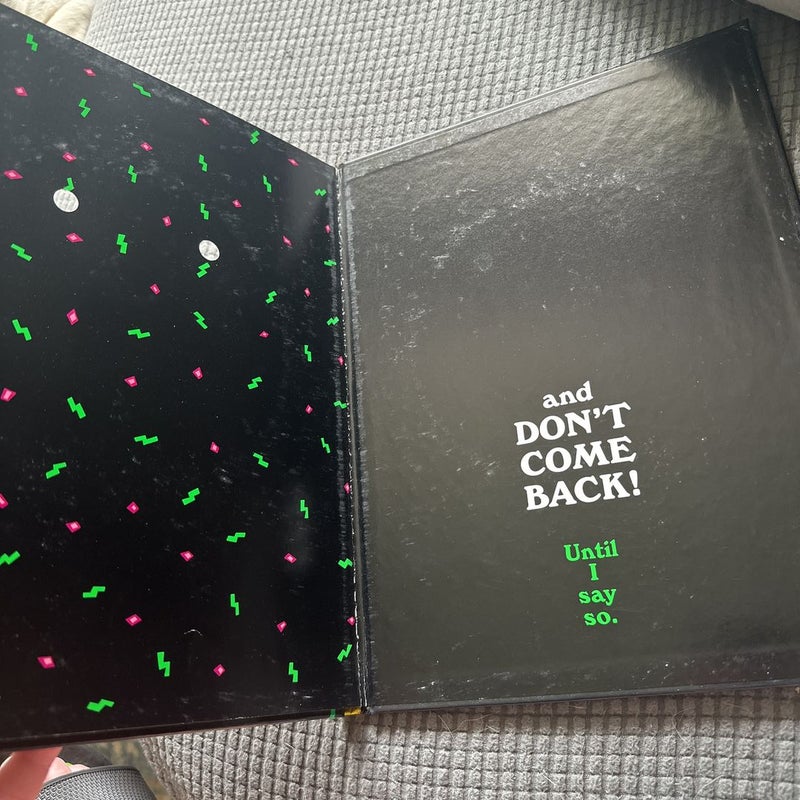 and
DON'T
COME
BACK!
Until
I
say
so.